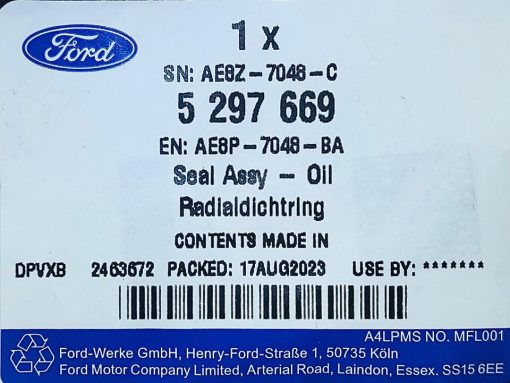 Ford
1 x
SN: AE8Z-7048-C
5 297 669
EN: AE8P-7048-BA
Seal Assy - Oil
Radialdichtring
CONTENTS MADE IN
DPVXB 2463672 PACKED: 17AUG2023 USE BY: *******
A4LPMS NO. MFL001
Ford-Werke GmbH, Henry-Ford-Straße 1, 50735 Köln
Ford Motor Company Limited, Arterial Road, Laindon, Essex. SS15 6EE